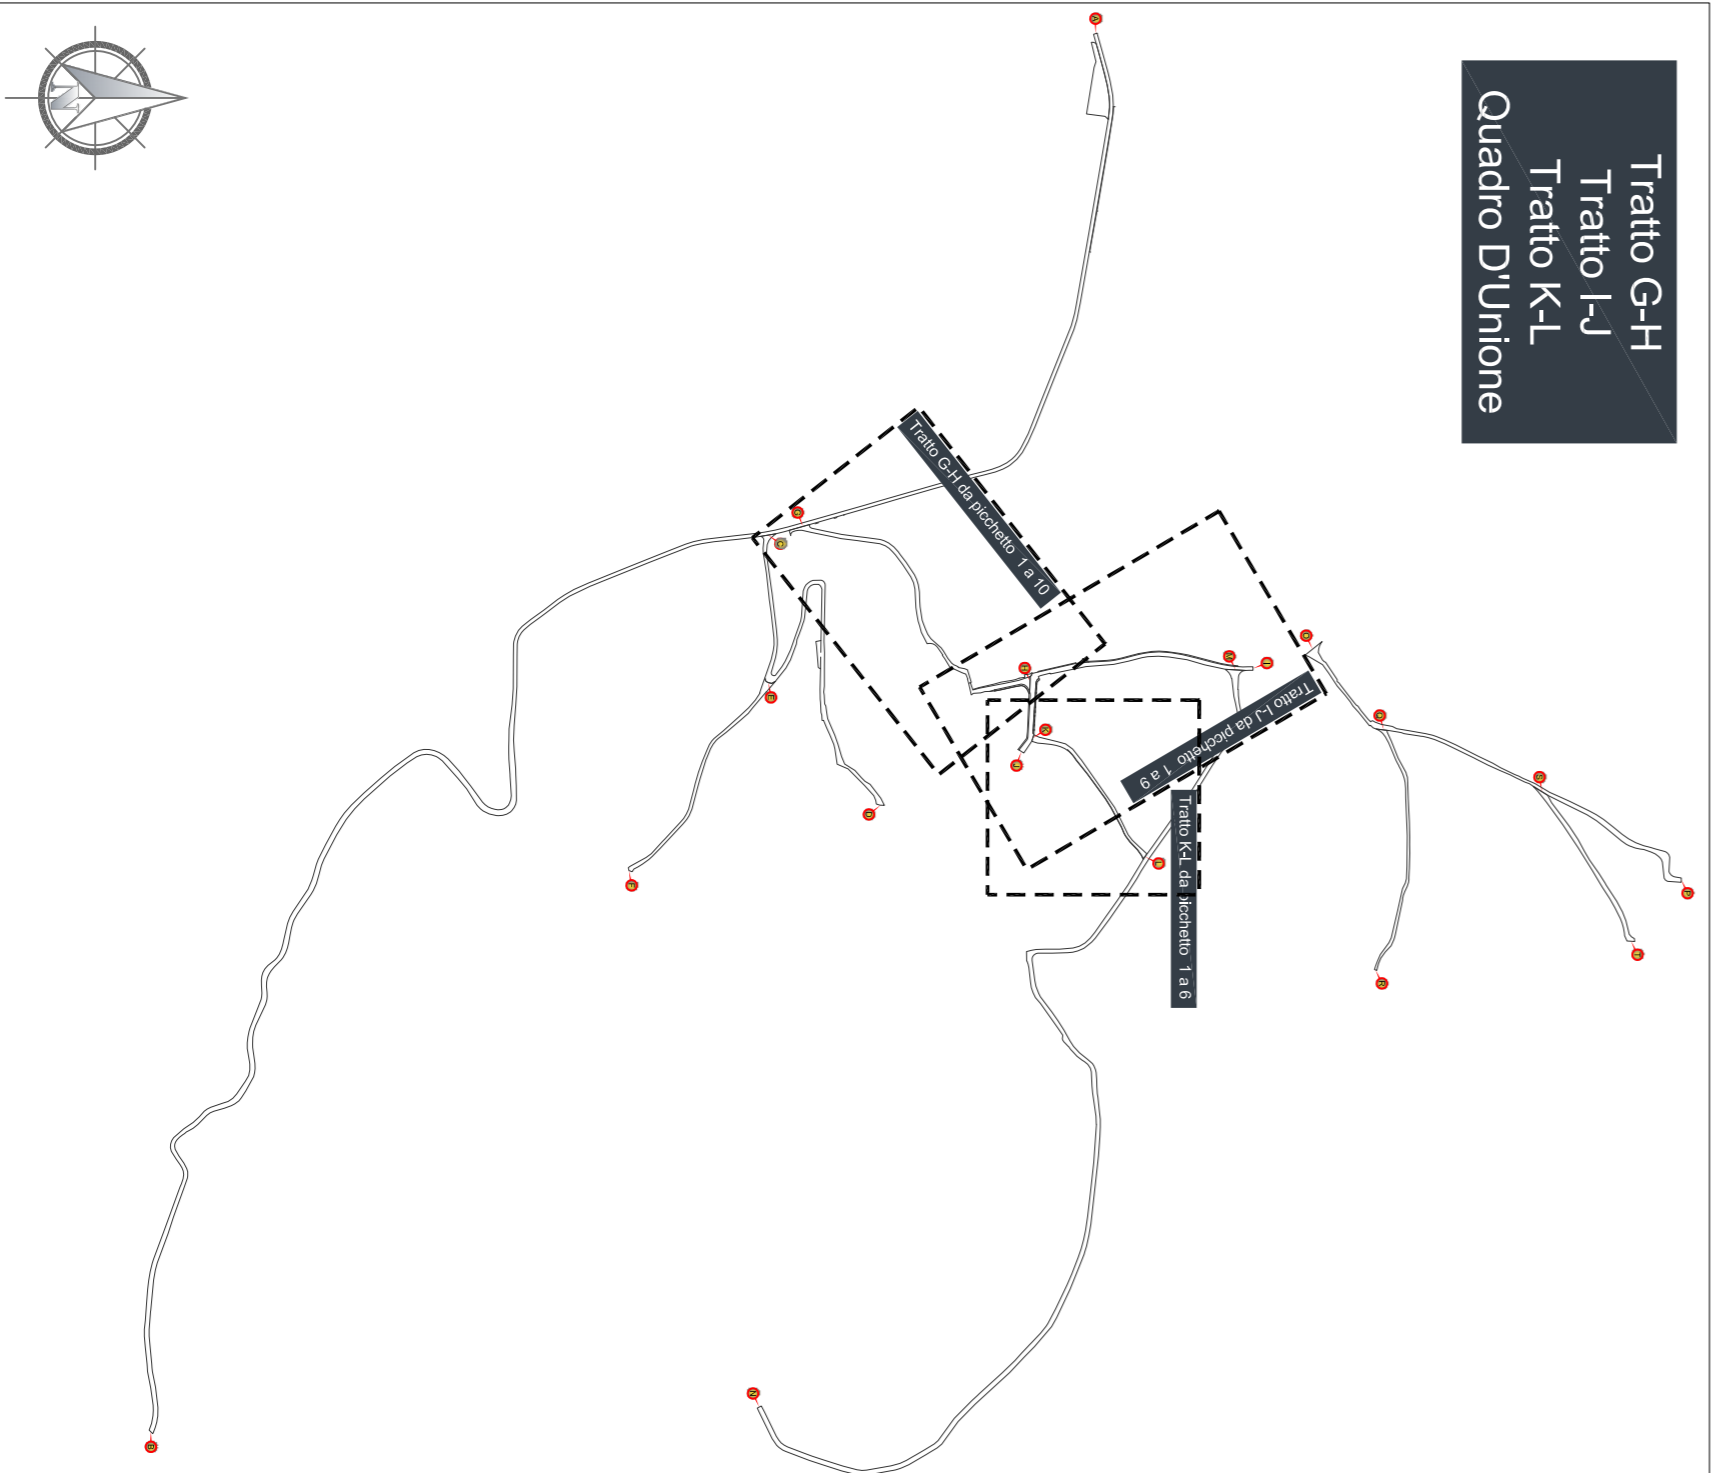 Tratto G-H
Tratto I-J
Tratto K-L
Quadro D'Unione
N
A
Tratto G-H da picchetto 1 a 10
G
C
E
D
F
H
M
I
K
J
L
Tratto I-J da picchetto 1 a 9
Tratto K-L da picchetto 1 a 6
O
Q
S
P
T
R
N
B